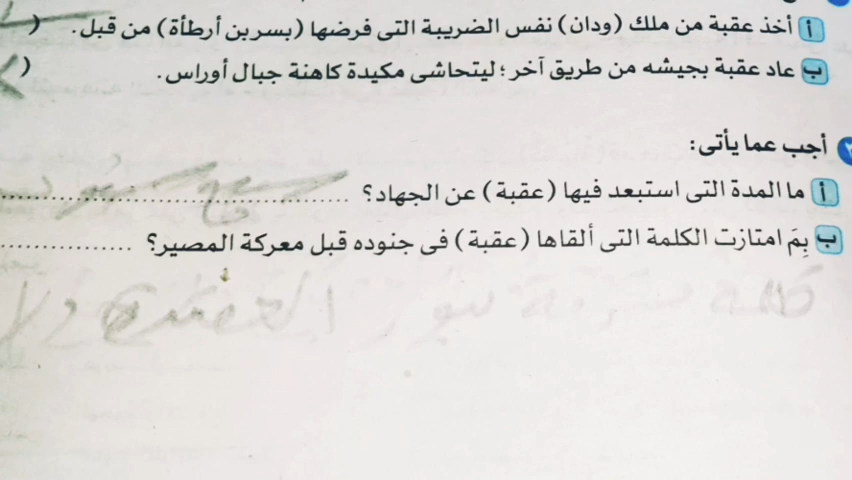 أ أخذ عقبة من ملك (ودان) نفس الضريبة التى فرضها (بسر بن أرطأة) من قبل. (
ب عاد عقبة بجيشه من طريق آخر؛ ليتحاشى مكيدة كاهنة جبال أوراس. (
أجب عما يأتى:
أ ما المدة التى استبعد فيها (عقبة) عن الجهاد؟ ..............................
ب بِمَ امتازت الكلمة التى ألقاها (عقبة) فى جنوده قبل معركة المصير؟ ..............................